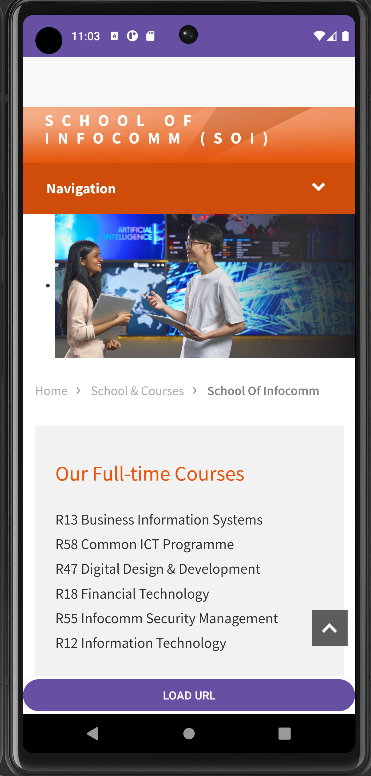 11:03
SCHOOL OF
INFOCOMM (SOI)
Navigation
ARTIFICIAL
INTELLIGENCE
Home > School & Courses > School Of Infocomm
Our Full-time Courses
R13 Business Information Systems
R58 Common ICT Programme
R47 Digital Design & Development
R18 Financial Technology
R55 Infocomm Security Management
R12 Information Technology
LOAD URL